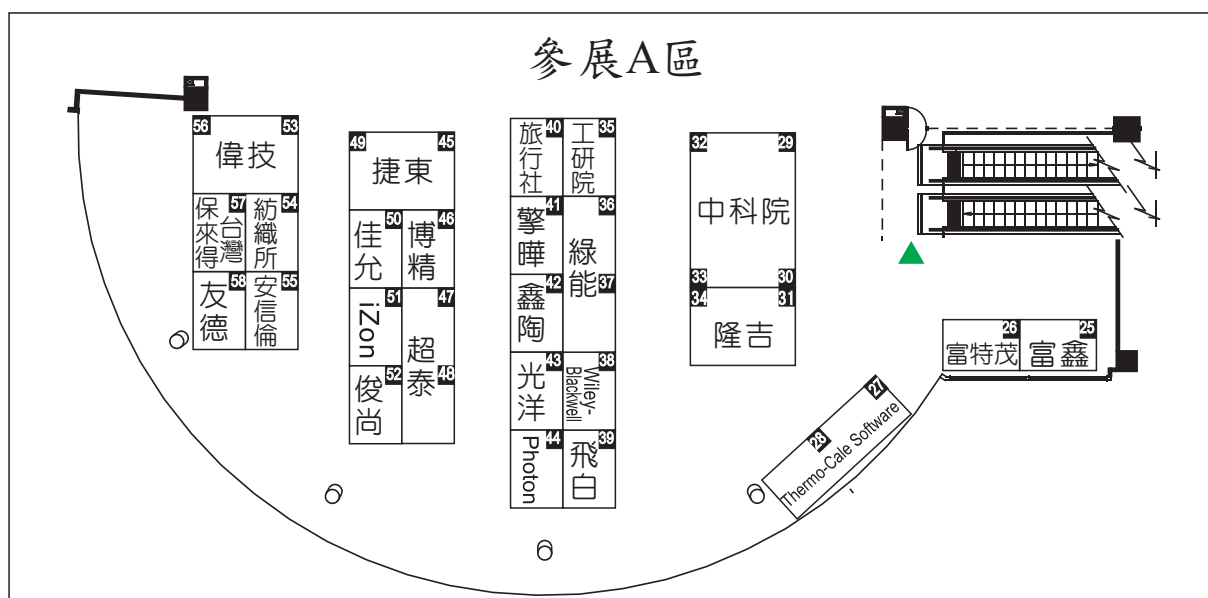 參展A區
56 53
偉技
57 54
保來得
台灣
紡織所
58 55
友德
安信倫
49 45
捷東
50 46
佳允
博精
51 47
iZon
超泰
52 48
俊尚
40 35
旅行社
工研院
41 36
擎曄
綠能
42 37
鑫陶
43 38
光洋
Wiley-
Blackwell
44 39
Photon
飛白
32 29
中科院
33 30
34 31
隆吉
26 25
富特茂
富鑫
27
28
Thermo-Cale Software